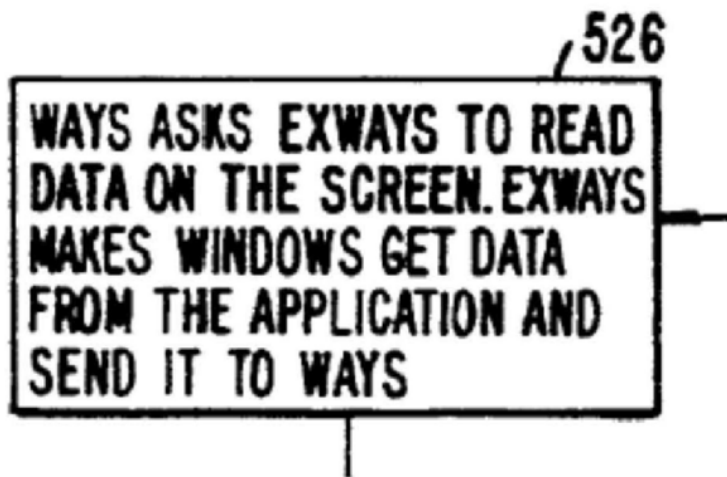 526
WAYS ASKS EXWAYS TO READ
DATA ON THE SCREEN. EXWAYS
MAKES WINDOWS GET DATA
FROM THE APPLICATION AND
SEND IT TO WAYS